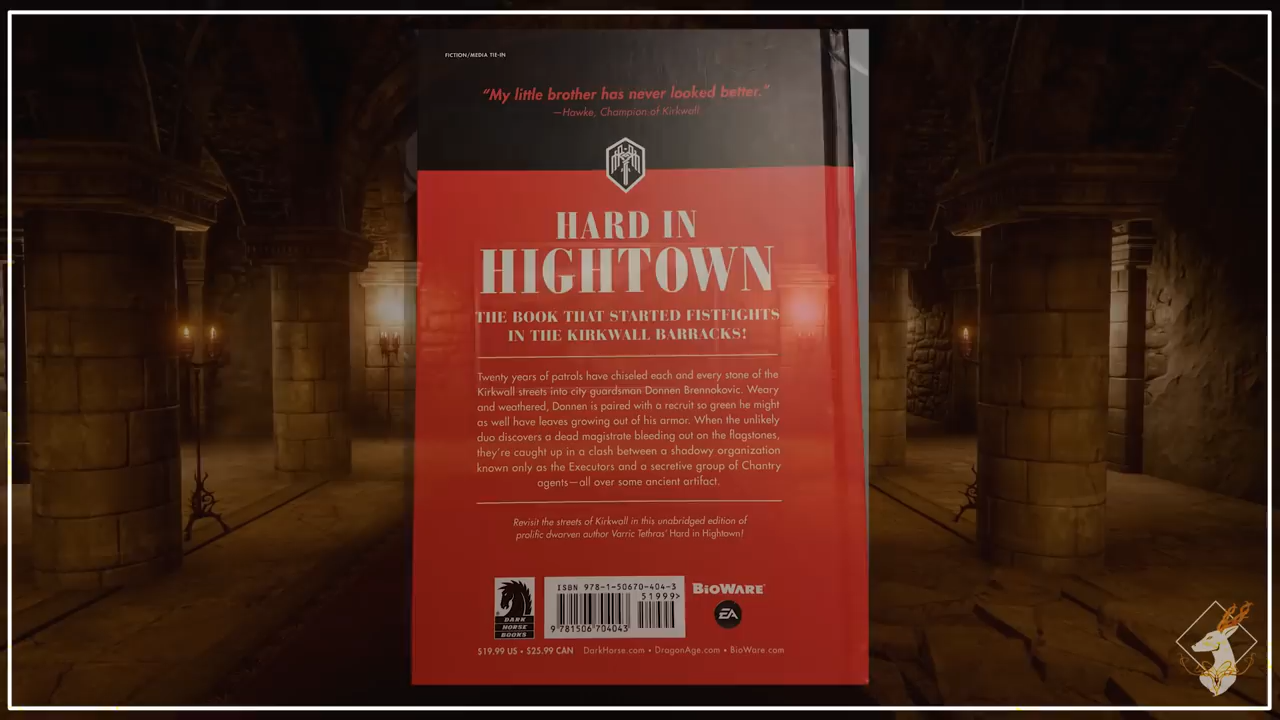 FICTION/MEDIA TIE-IN
“My little brother has never looked better.”
—Hawke, Champion of Kirkwall
HARD IN
HIGHTOWN
THE BOOK THAT STARTED FISTFIGHTS
IN THE KIRKWALL BARRACKS!
Twenty years of patrols have chiseled each and every stone of the
Kirkwall streets into city guardsman Donnen Brennokovic. Weary
and weathered, Donnen is paired with a recruit so green he might
as well have leaves growing out of his armor. When the unlikely
duo discovers a dead magistrate bleeding out on the flagstones,
they’re caught up in a clash between a shadowy organization
known only as the Executors and a secretive group of Chantry
agents—all over some ancient artifact.
Revisit the streets of Kirkwall in this unabridged edition of
prolific dwarven author Varric Tethras’ Hard in Hightown!
DARK
HORSE
BOOKS
ISBN 978-1-50670-404-3
51999>
9 781506 704043
BIOWARE
EA
$19.99 US • $25.99 CAN DarkHorse.com • DragonAge.com • BioWare.com